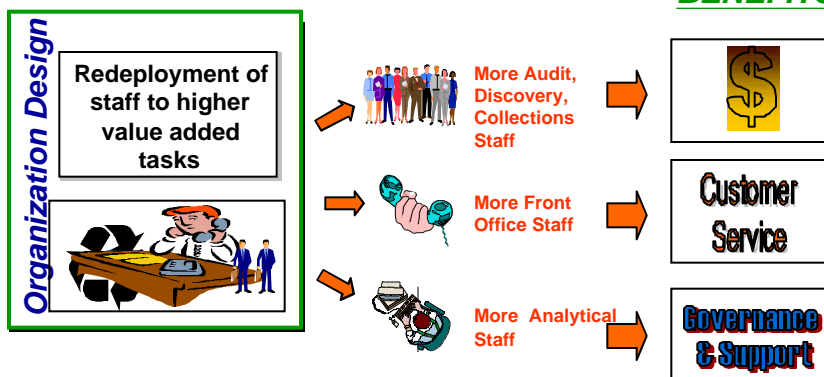 Organization Design
Redeployment of
staff to higher
value added
tasks
More Audit,
Discovery,
Collections
Staff
$
More Front
Office Staff
Customer
Service
More Analytical
Staff
Governance
& Support